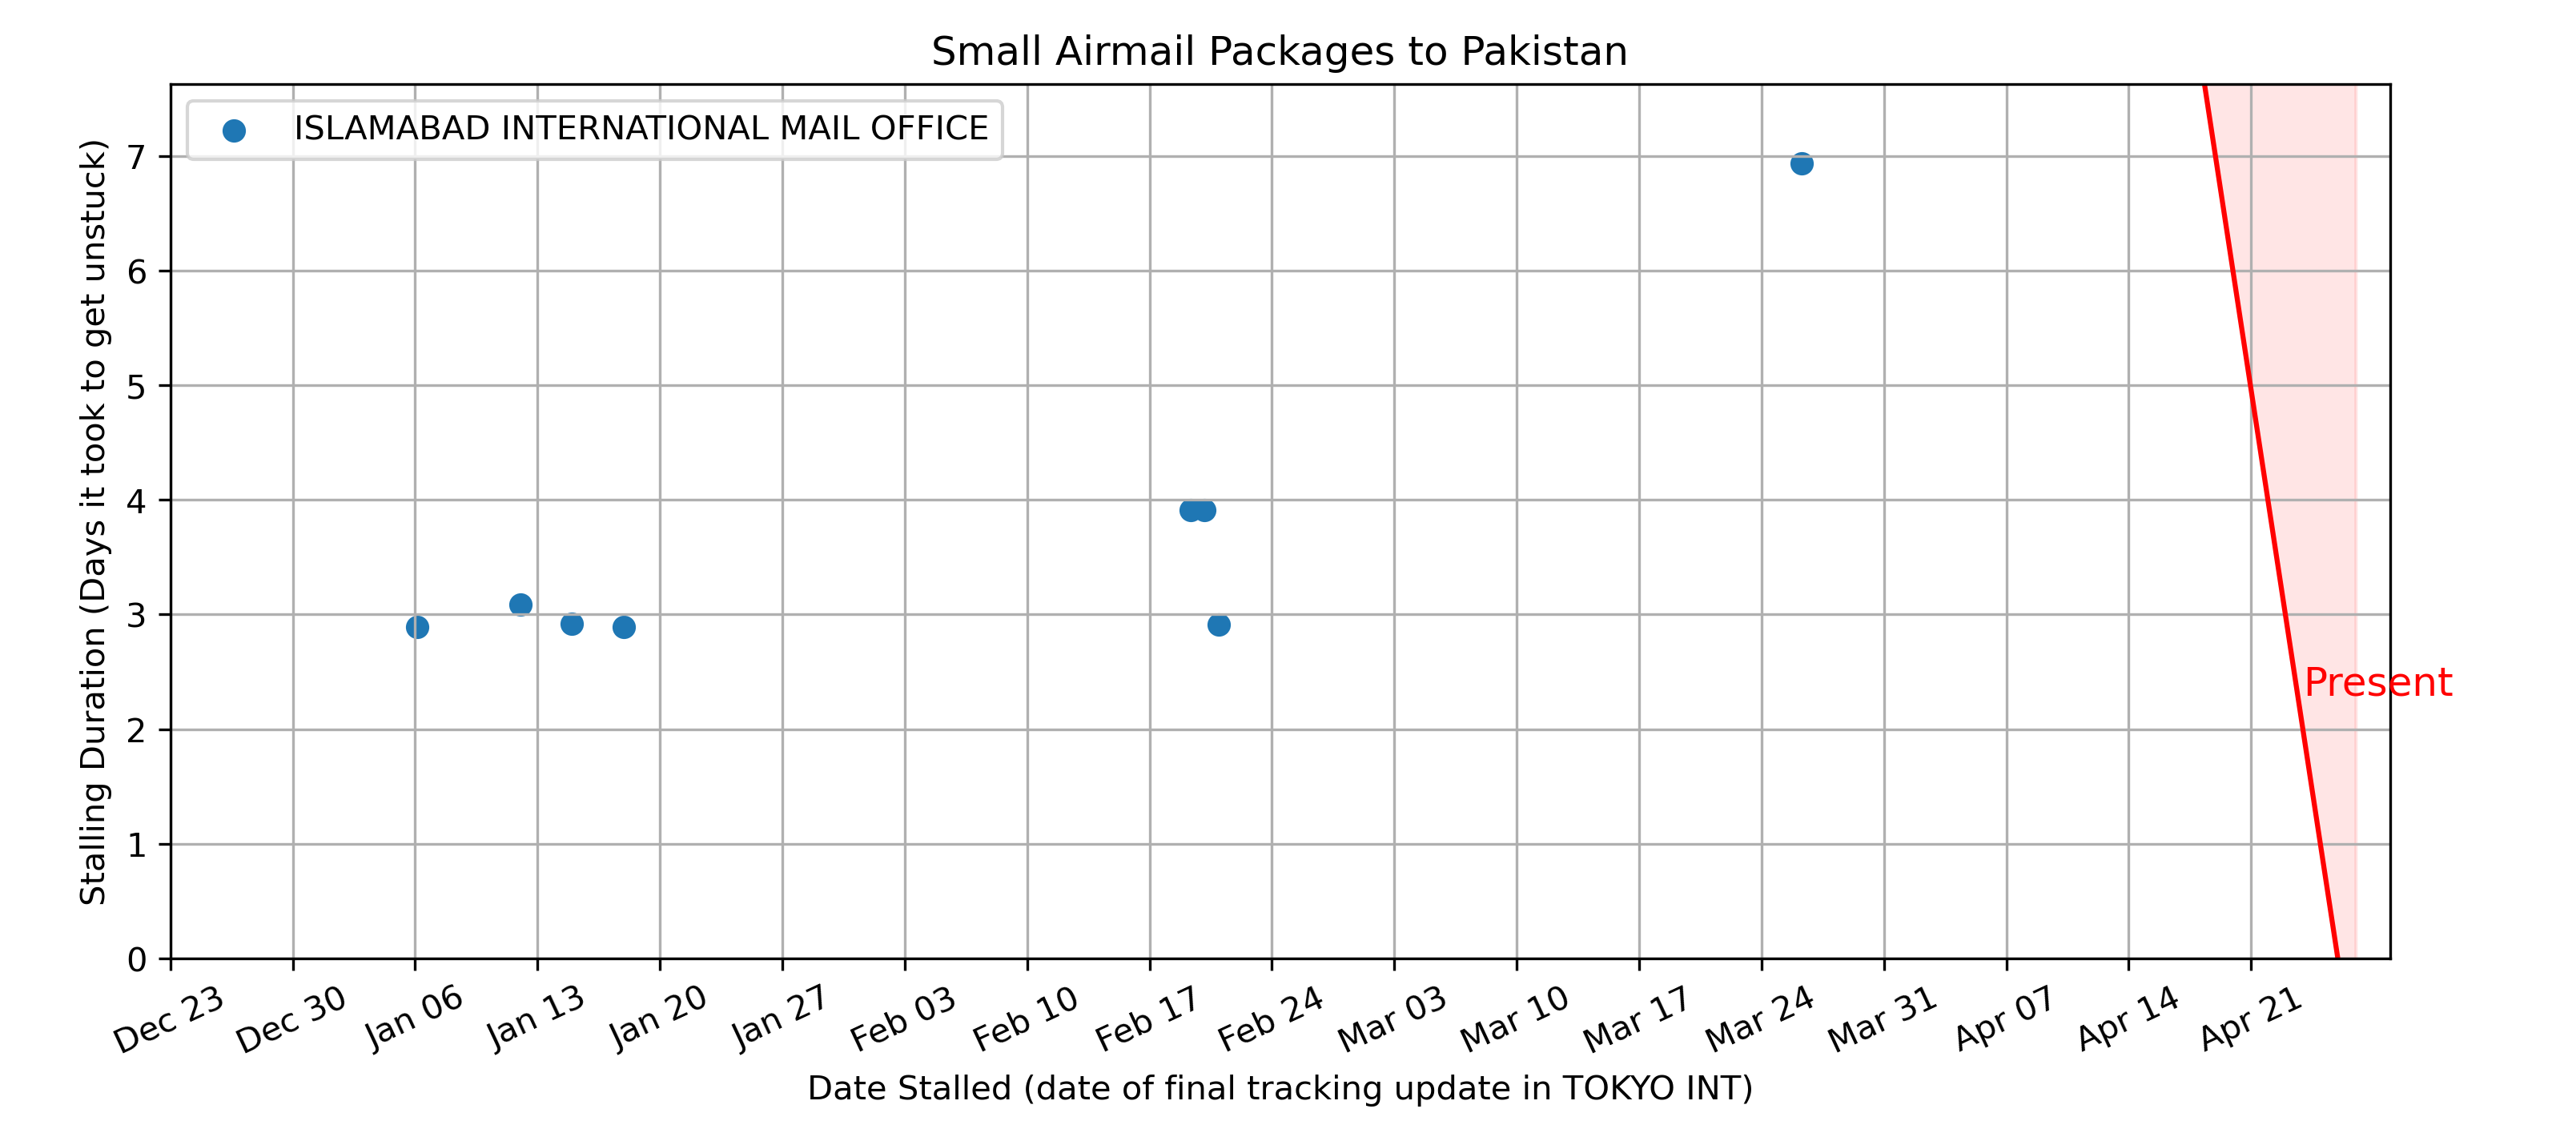 Small Airmail Packages to Pakistan
ISLAMABAD INTERNATIONAL MAIL OFFICE
Stalling Duration (Days it took to get unstuck)
7
6
5
4
3
2
1
0
Present
Dec 23
Dec 30
Jan 06
Jan 13
Jan 20
Jan 27
Feb 03
Feb 10
Feb 17
Feb 24
Mar 03
Mar 10
Mar 17
Mar 24
Mar 31
Apr 07
Apr 14
Apr 21
Date Stalled (date of final tracking update in TOKYO INT)